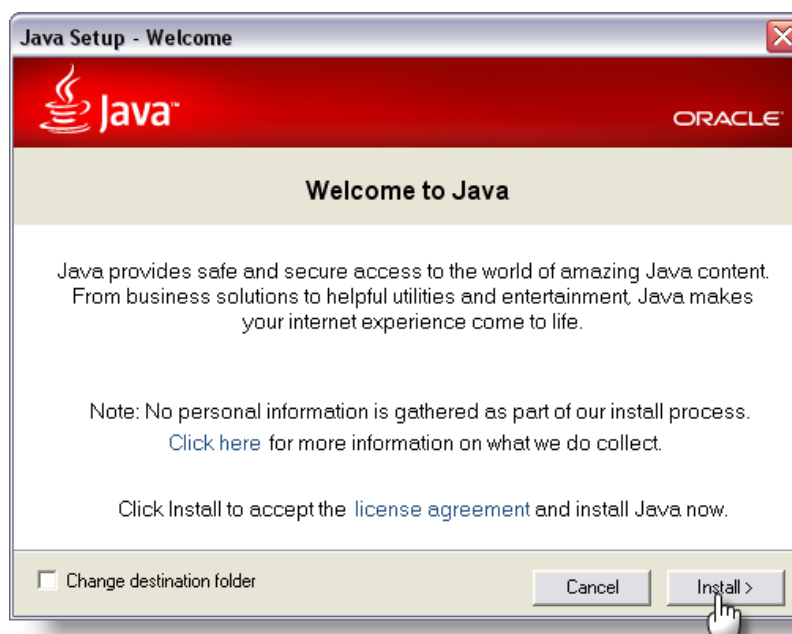 Java Setup - Welcome
Java™
ORACLE
Welcome to Java
Java provides safe and secure access to the world of amazing Java content.
From business solutions to helpful utilities and entertainment, Java makes
your internet experience come to life.
Note: No personal information is gathered as part of our install process.
Click here for more information on what we do collect.
Click Install to accept the license agreement and install Java now.
Change destination folder
Cancel
Install >